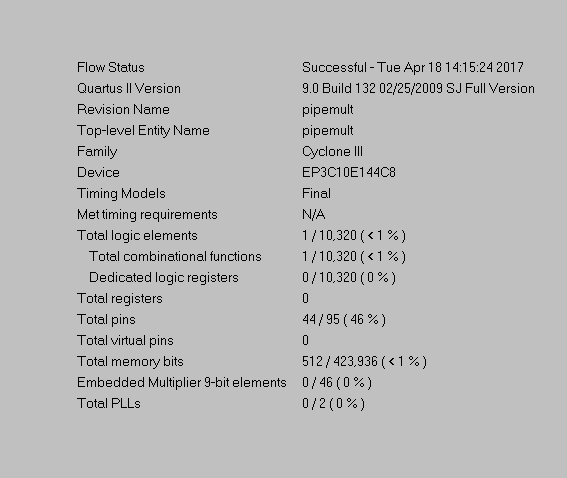 Flow Status Successful - Tue Apr 18 14:15:24 2017
Quartus II Version 9.0 Build 132 02/25/2009 SJ Full Version
Revision Name pipemult
Top-level Entity Name pipemult
Family Cyclone III
Device EP3C10E144C8
Timing Models Final
Met timing requirements N/A
Total logic elements 1 / 10,320 ( < 1 % )
Total combinational functions 1 / 10,320 ( < 1 % )
Dedicated logic registers 0 / 10,320 ( 0 % )
Total registers 0
Total pins 44 / 95 ( 46 % )
Total virtual pins 0
Total memory bits 512 / 423,936 ( < 1 % )
Embedded Multiplier 9-bit elements 0 / 46 ( 0 % )
Total PLLs 0 / 2 ( 0 % )